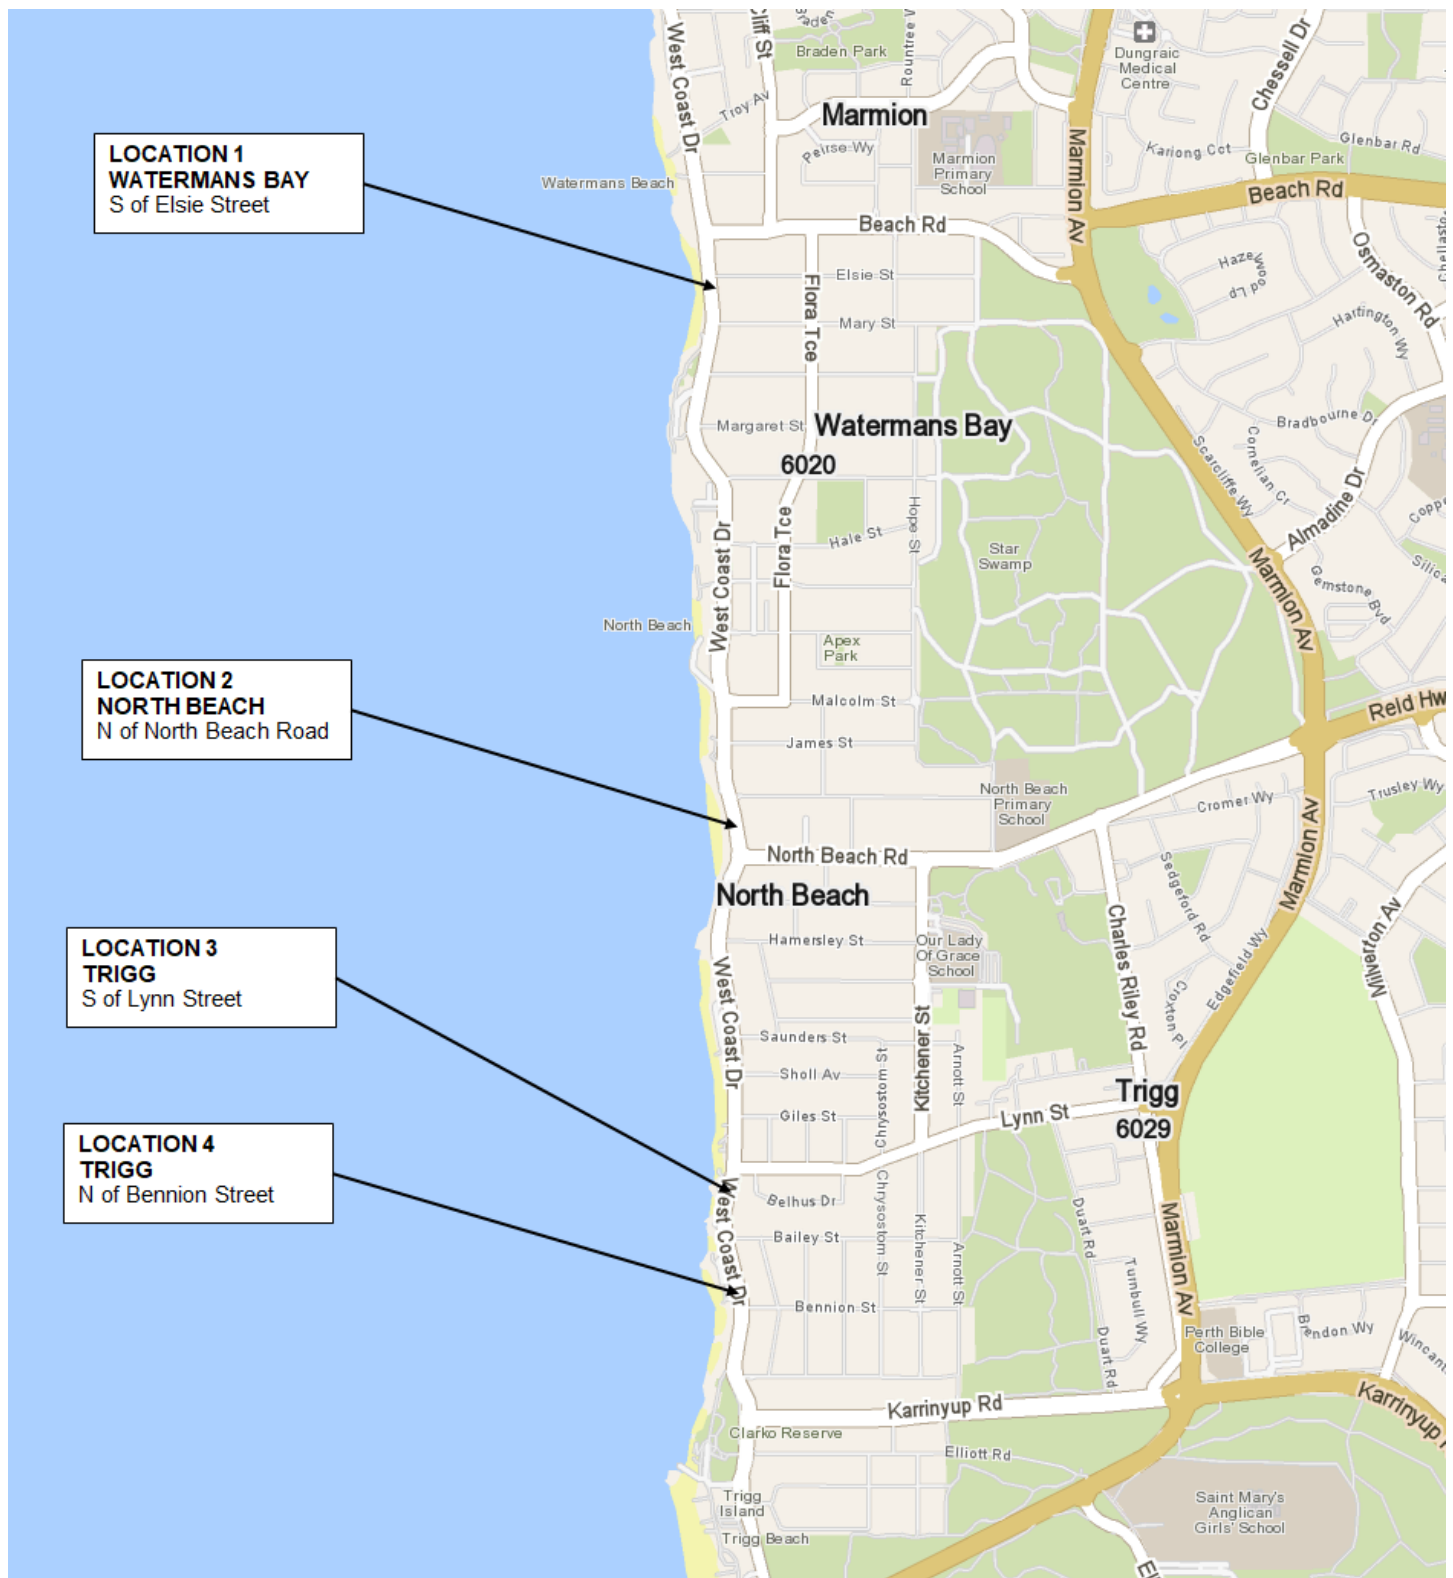 Braden
Cliff St
Rountree W
West Coast Dr
Braden Park
Dungraic
Medical
Centre
Chessell Dr
Troy Av
Marmion
LOCATION 1
WATERMANS BAY
S of Elsie Street
Peirse Wy
Marmion
Primary
School
Marmion Av
Kariong Cct
Glenbar Rd
Glenbar Park
Watermans Beach
Beach Rd
Beach Rd
Osmaston Rd
Chellasto
Hazelwood Lp
Elsie St
Flora Tce
Mary St
Hartington Wy
Margaret St
Watermans Bay
6020
Bradbourne Dr
Cornelian Cr
Scarcliffe Wy
Almadine Dr
Coppe
Hope St
Hale St
Flora Tce
West Coast Dr
Star
Swamp
Marmion Av
Gemstone Bvd
Silica
North Beach
Apex
Park
LOCATION 2
NORTH BEACH
N of North Beach Road
Malcolm St
Reid Hw
James St
North Beach
Primary
School
Cromer Wy
Trusley Wy
North Beach Rd
Marmion Av
Sedgeford Rd
North Beach
Charles Riley Rd
Milverton Av
LOCATION 3
TRIGG
S of Lynn Street
Hamersley St
Our Lady
Of Grace
School
Edgefield Wy
Croxton Pl
West Coast Dr
Kitchener St
Saunders St
Chrysostom St
Arnott St
Sholl Av
Trigg
6029
Giles St
Lynn St
LOCATION 4
TRIGG
N of Bennion Street
West Coast Dr
Belhus Dr
Chrysostom St
Kitchener St
Arnott St
Duart Rd
Marmion Av
Bailey St
Turnbull Wy
Bennion St
Duart Rd
Perth Bible
College
Brendon Wy
Wincant
Karrinyup Rd
Karrinyup R
Clarko Reserve
Elliott Rd
Trigg
Island
Saint Mary's
Anglican
Girls' School
Trigg Beach
El